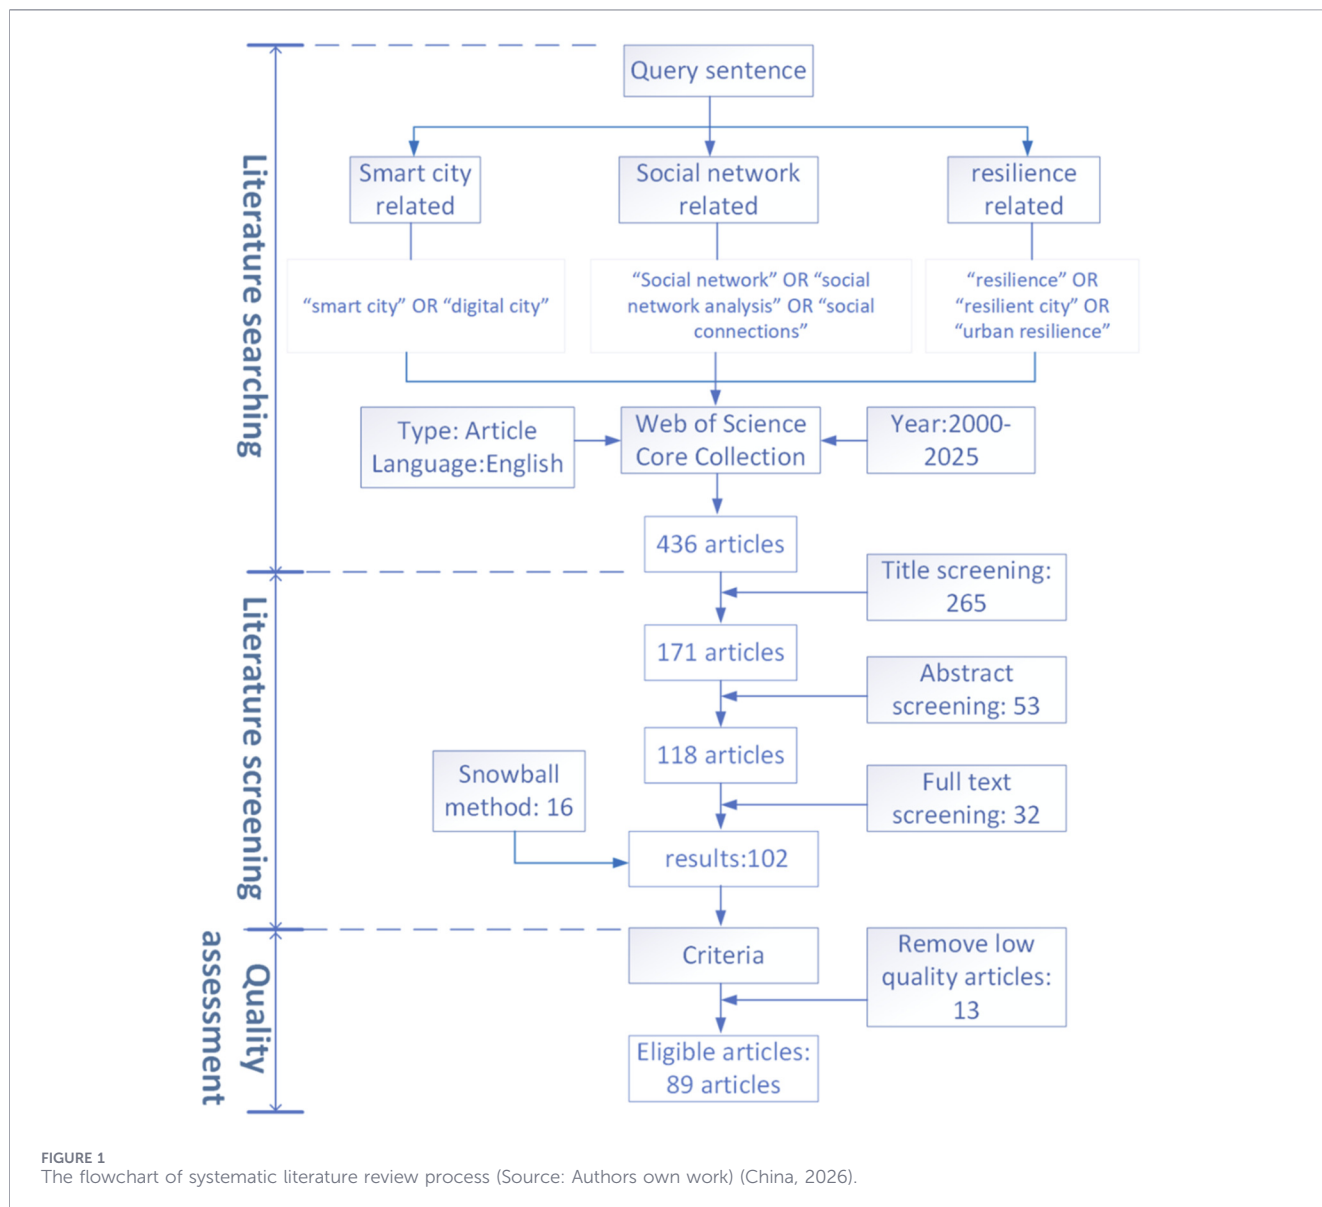 Literature searching
Query sentence
Smart city
related
Social network
related
resilience
related
“smart city” OR “digital city”
“Social network” OR “social
network analysis” OR “social
connections”
“resilience” OR
“resilient city” OR
“urban resilience”
Type: Article
Language:English
Web of Science
Core Collection
Year:2000-
2025
436 articles
Literature screening
Title screening:
265
171 articles
Abstract
screening: 53
118 articles
Snowball
method: 16
Full text
screening: 32
results:102
Quality
assessment
Criteria
Remove low
quality articles:
13
Eligible articles:
89 articles
FIGURE 1
The flowchart of systematic literature review process (Source: Authors own work) (China, 2026).